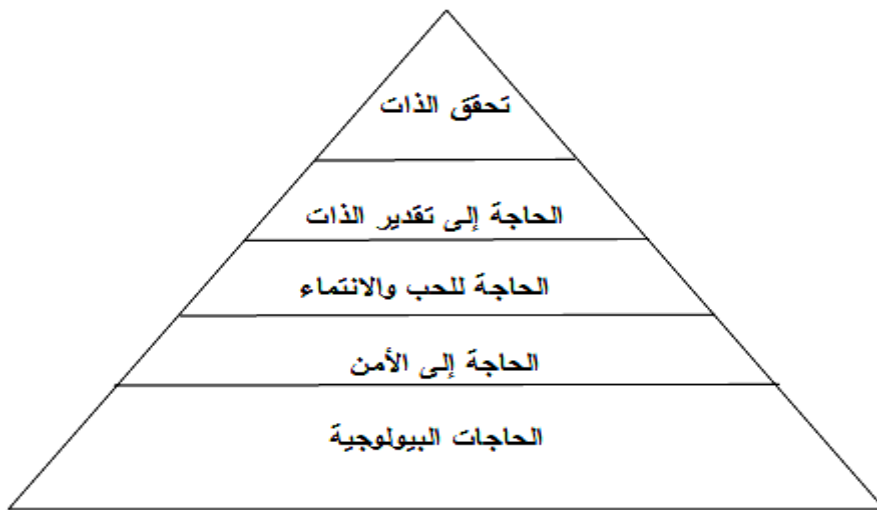 تحقق الذات
الحاجة إلى تقدير الذات
الحاجة للحب والانتماء
الحاجة إلى الأمن
الحاجات البيولوجية